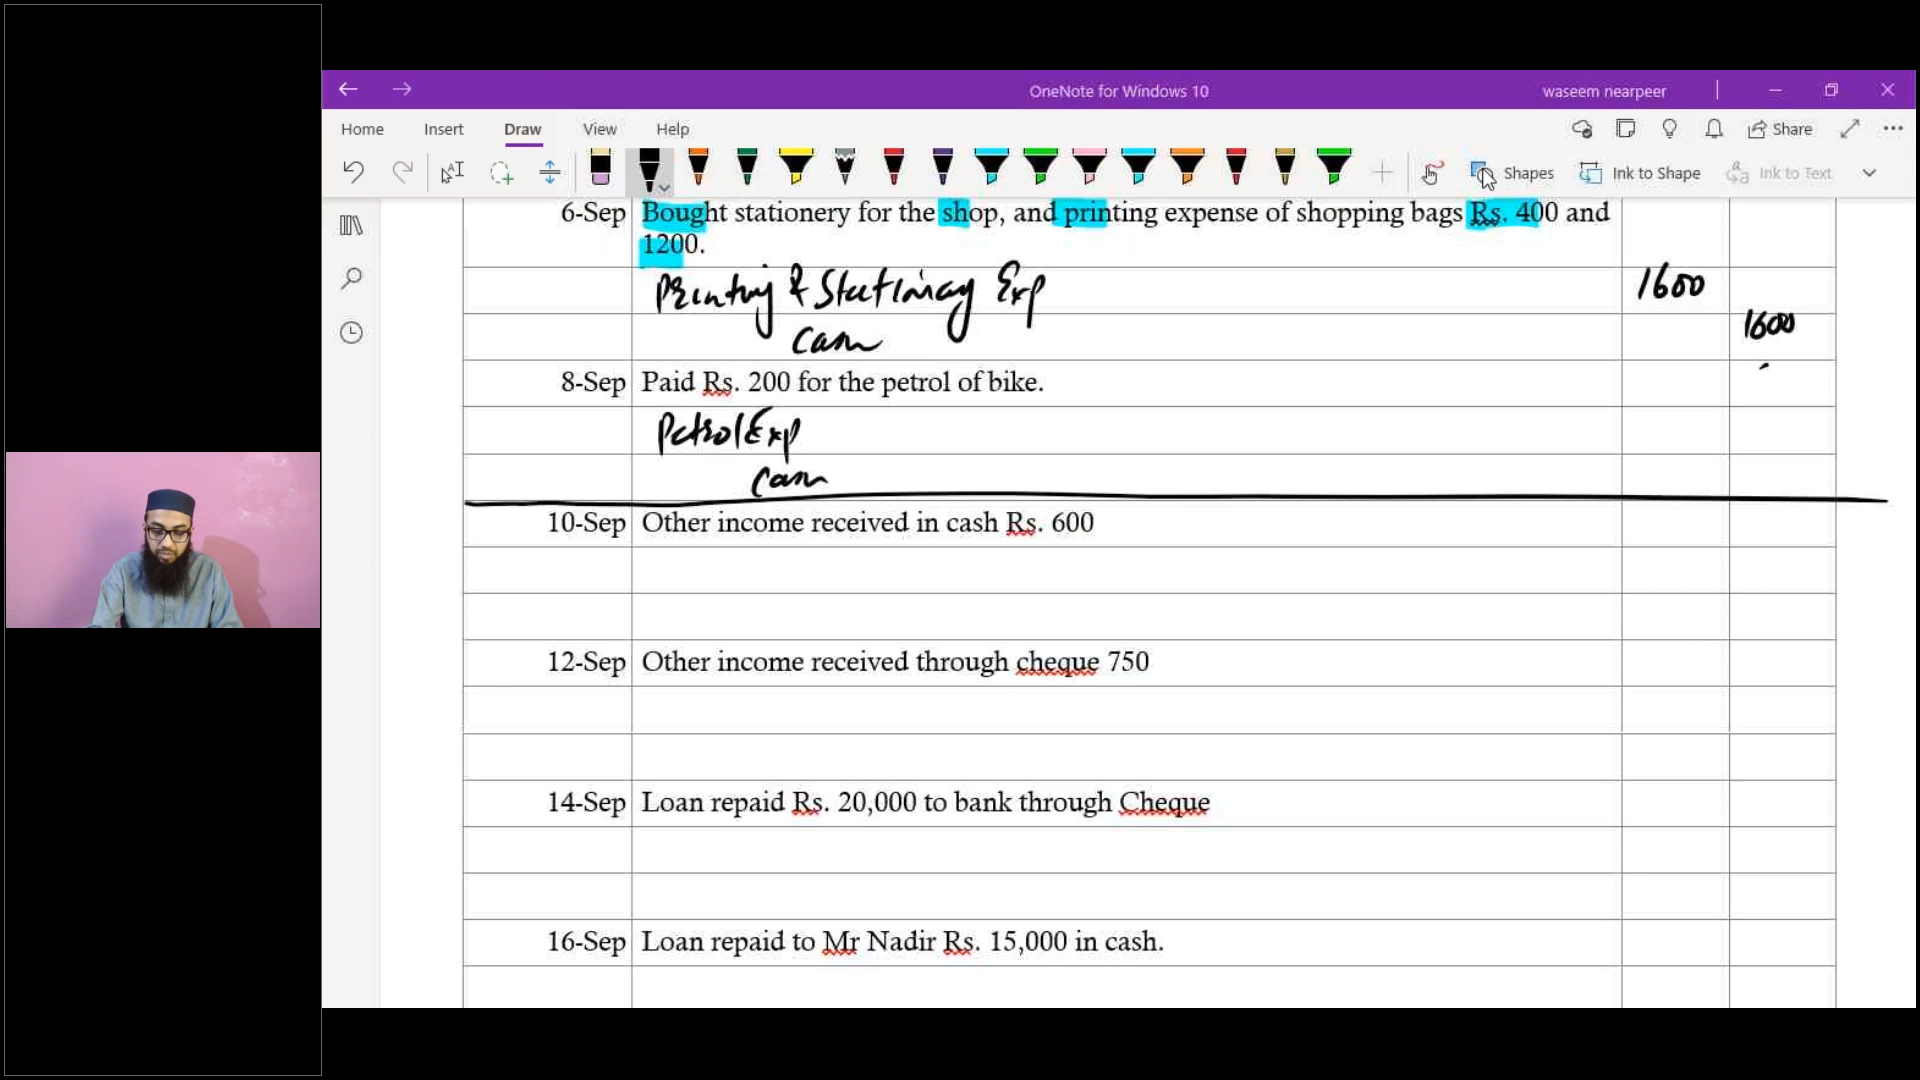 OneNote for Windows 10
waseem nearpeer
Home Insert Draw View Help
Share
Shapes
Ink to Shape
Ink to Text
6-Sep Bought stationery for the shop, and printing expense of shopping bags Rs. 400 and
1200.
Printing & Stationary Exp 1600
Cash 1600
8-Sep Paid Rs. 200 for the petrol of bike.
Petrol Exp
Cash
10-Sep Other income received in cash Rs. 600
12-Sep Other income received through cheque 750
14-Sep Loan repaid Rs. 20,000 to bank through Cheque
16-Sep Loan repaid to Mr Nadir Rs. 15,000 in cash.